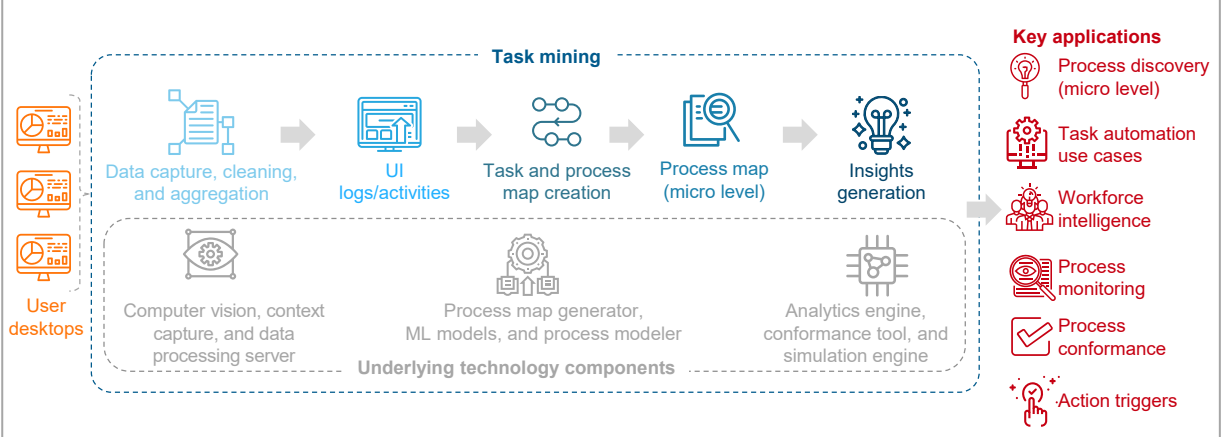 Task mining
User
desktops
Data capture, cleaning,
and aggregation
UI
logs/activities
Task and process
map creation
Process map
(micro level)
Insights
generation
Computer vision, context
capture, and data
processing server
Process map generator,
ML models, and process modeler
Analytics engine,
conformance tool, and
simulation engine
Underlying technology components
Key applications
Process discovery
(micro level)
Task automation
use cases
Workforce
intelligence
Process
monitoring
Process
conformance
Action triggers